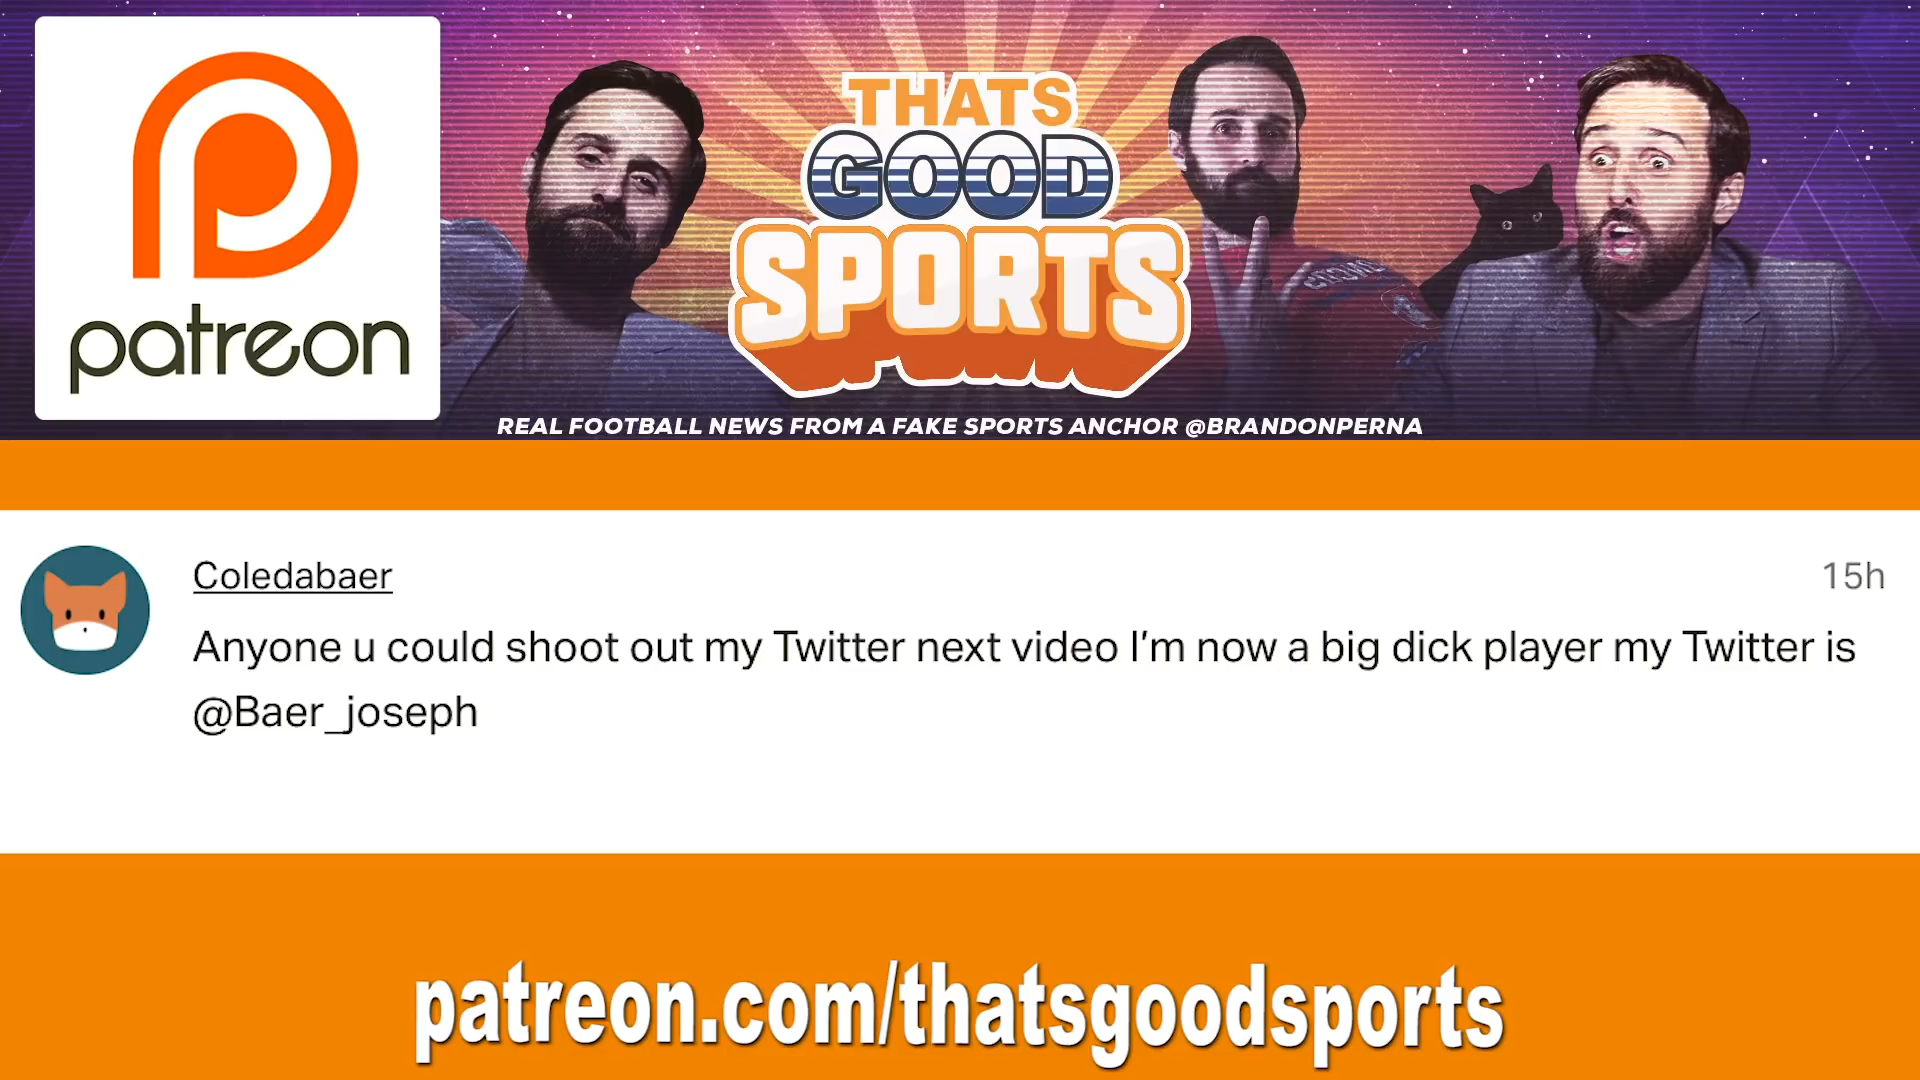 patreon
THATS
GOOD
SPORTS
REAL FOOTBALL NEWS FROM A FAKE SPORTS ANCHOR @BRANDONPERNA
Coledabaer
15h
Anyone u could shoot out my Twitter next video I’m now a big dick player my Twitter is
@Baer_joseph
patreon.com/thatsgoodsports